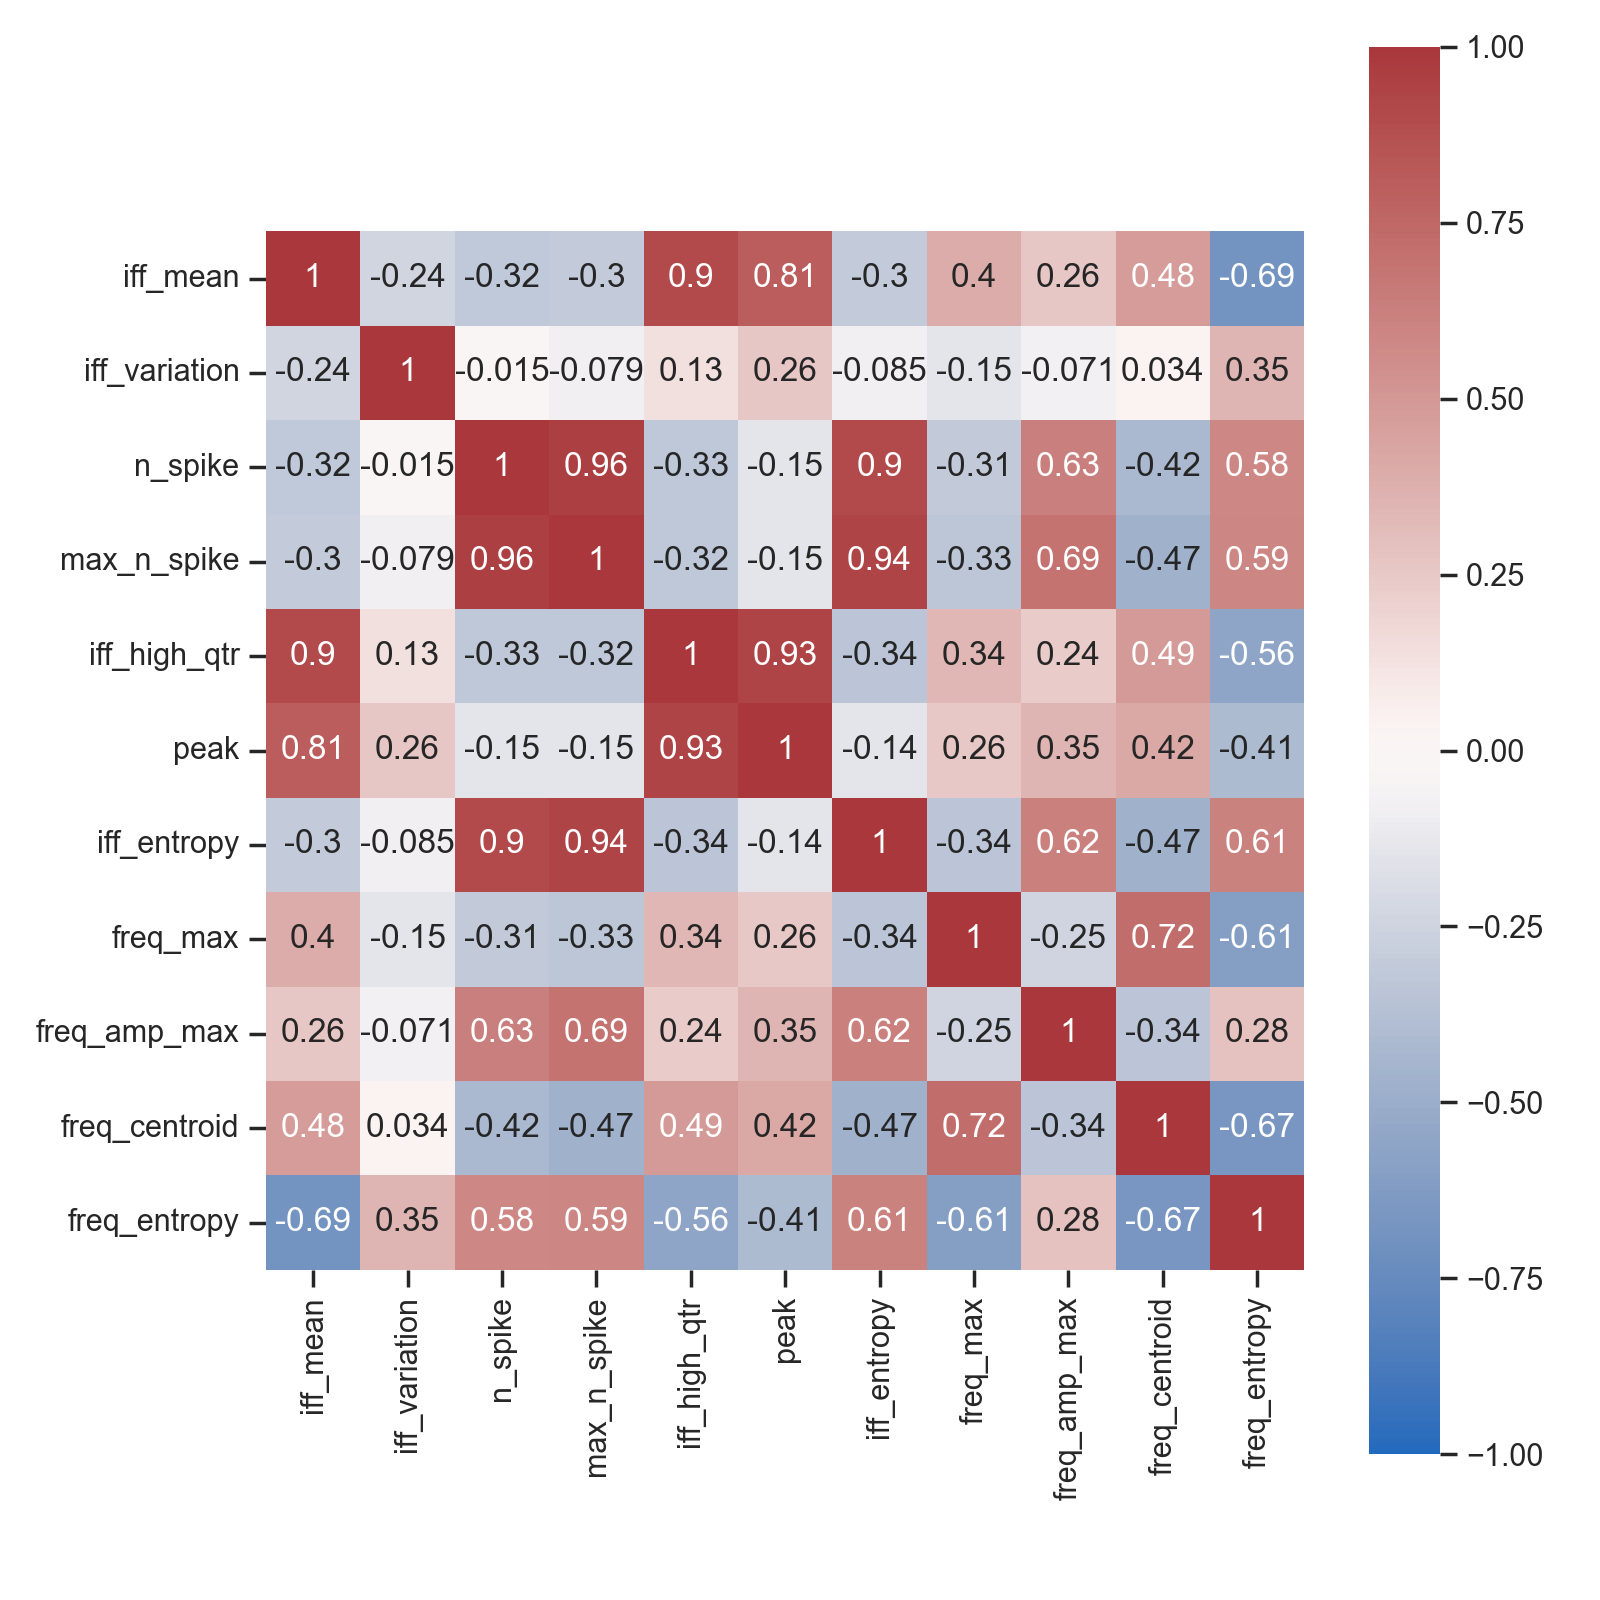 1.00
0.75
0.50
0.25
0.00
−0.25
−0.50
−0.75
−1.00
iff_mean 1 -0.24 -0.32 -0.3 0.9 0.81 -0.3 0.4 0.26 0.48 -0.69
iff_variation -0.24 1 -0.015 -0.079 0.13 0.26 -0.085 -0.15 -0.071 0.034 0.35
n_spike -0.32 -0.015 1 0.96 -0.33 -0.15 0.9 -0.31 0.63 -0.42 0.58
max_n_spike -0.3 -0.079 0.96 1 -0.32 -0.15 0.94 -0.33 0.69 -0.47 0.59
iff_high_qtr 0.9 0.13 -0.33 -0.32 1 0.93 -0.34 0.34 0.24 0.49 -0.56
peak 0.81 0.26 -0.15 -0.15 0.93 1 -0.14 0.26 0.35 0.42 -0.41
iff_entropy -0.3 -0.085 0.9 0.94 -0.34 -0.14 1 -0.34 0.62 -0.47 0.61
freq_max 0.4 -0.15 -0.31 -0.33 0.34 0.26 -0.34 1 -0.25 0.72 -0.61
freq_amp_max 0.26 -0.071 0.63 0.69 0.24 0.35 0.62 -0.25 1 -0.34 0.28
freq_centroid 0.48 0.034 -0.42 -0.47 0.49 0.42 -0.47 0.72 -0.34 1 -0.67
freq_entropy -0.69 0.35 0.58 0.59 -0.56 -0.41 0.61 -0.61 0.28 -0.67 1
iff_mean
iff_variation
n_spike
max_n_spike
iff_high_qtr
peak
iff_entropy
freq_max
freq_amp_max
freq_centroid
freq_entropy